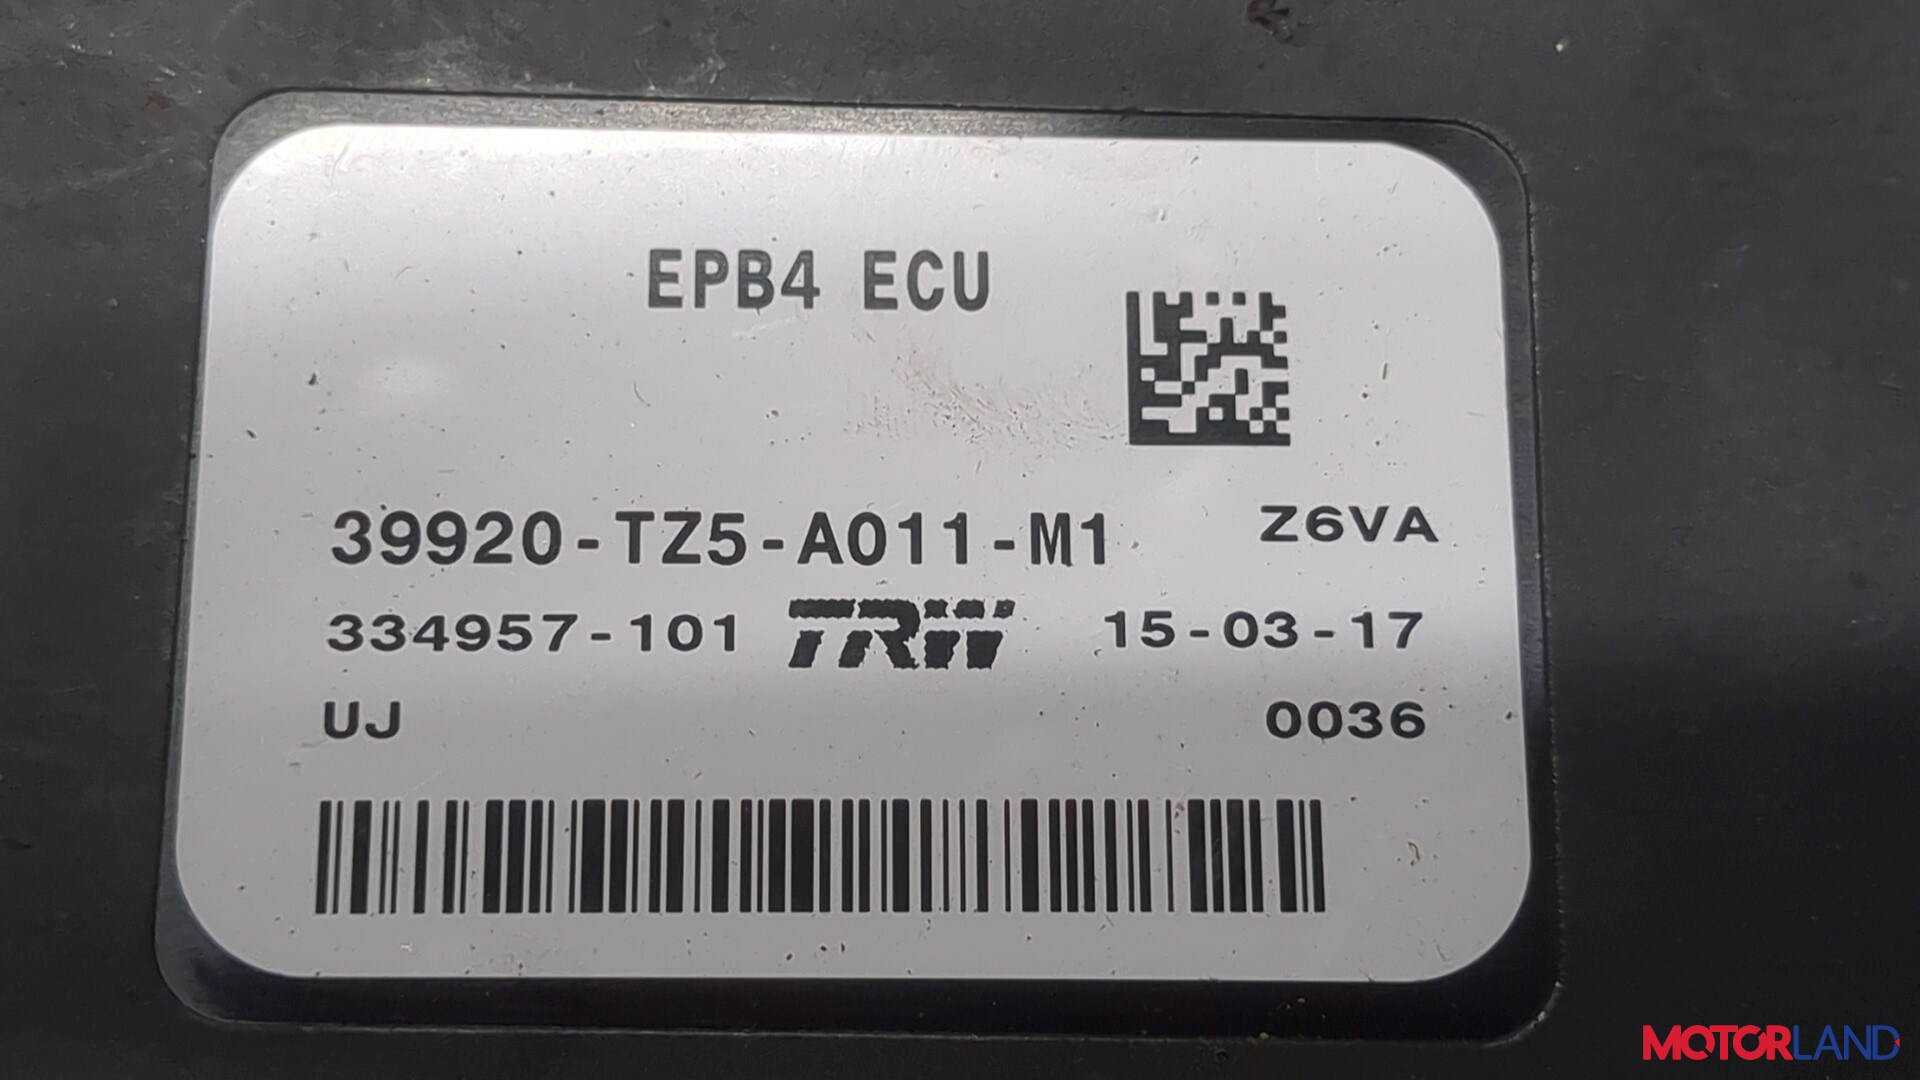 EPB4 ECU
39920-TZ5-A011-M1 Z6VA
334957-101 TRW 15-03-17
UJ 0036
MOTORLAND